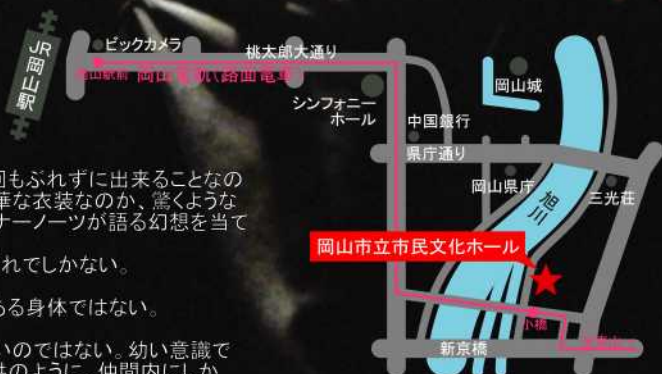 JR岡山駅
ビックカメラ
桃太郎大通り
岡山駅前
岡山電軌(路面電車)
シンフォニー
ホール
岡山城
中国銀行
県庁通り
岡山県庁
旭川
三光荘
岡山市立市民文化ホール
小橋
新京橋
回もぶれずに出来ることなの
華な衣装なのか、驚くような
ナーノーツが語る幻想を当て
れでしかない。
ある身体ではない。
いのではない。幼い意識で
のように、仲間内にしか